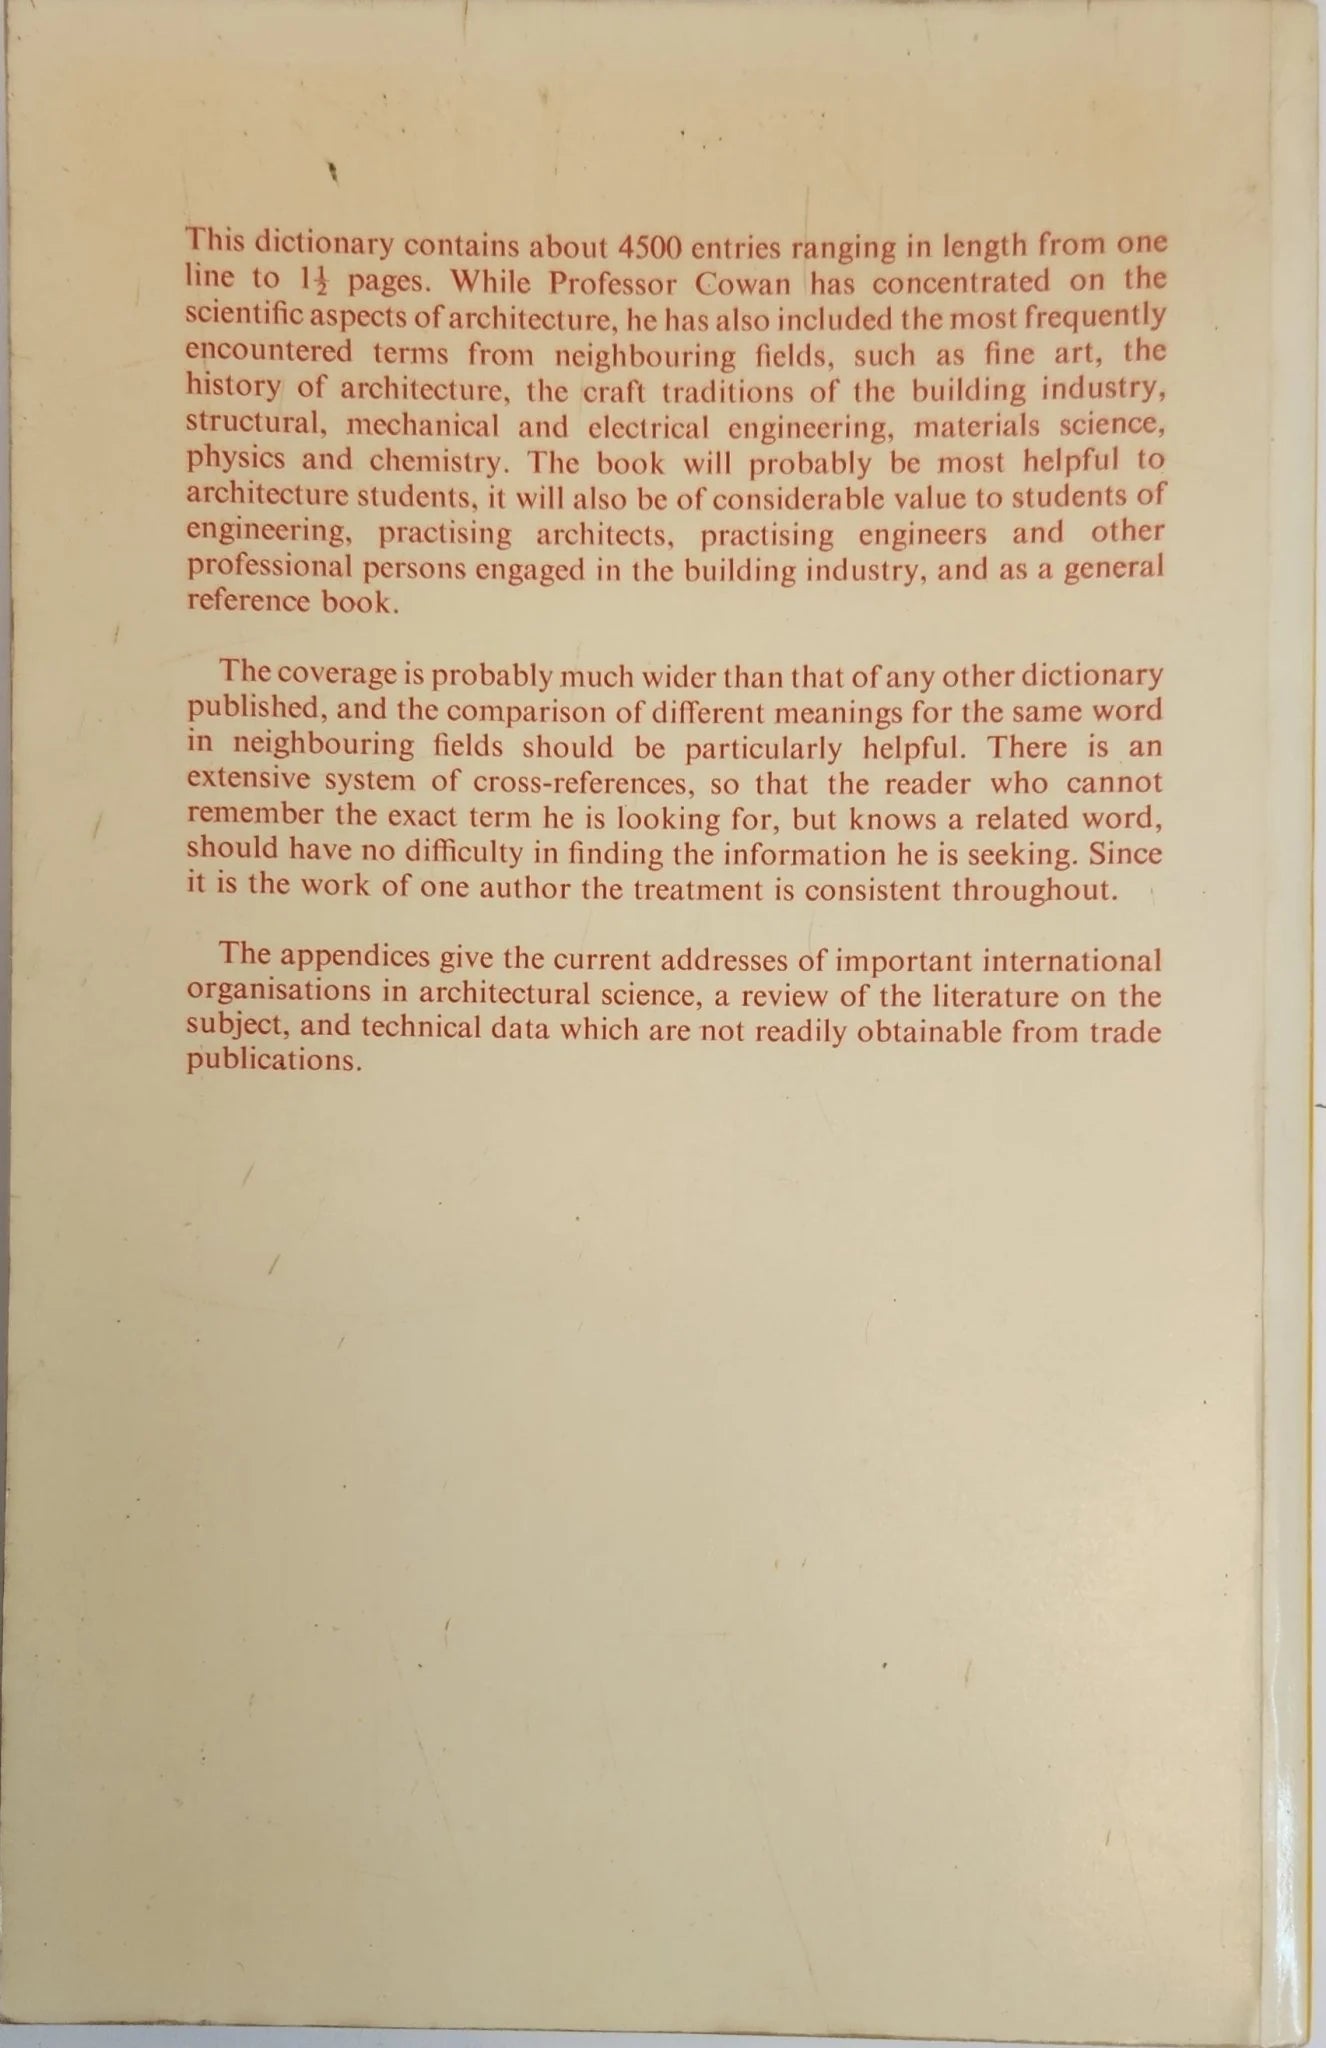 This dictionary contains about 4500 entries ranging in length from one
line to 1½ pages. While Professor Cowan has concentrated on the
scientific aspects of architecture, he has also included the most frequently
encountered terms from neighbouring fields, such as fine art, the
history of architecture, the craft traditions of the building industry,
structural, mechanical and electrical engineering, materials science,
physics and chemistry. The book will probably be most helpful to
architecture students, it will also be of considerable value to students of
engineering, practising architects, practising engineers and other
professional persons engaged in the building industry, and as a general
reference book.
The coverage is probably much wider than that of any other dictionary
published, and the comparison of different meanings for the same word
in neighbouring fields should be particularly helpful. There is an
extensive system of cross-references, so that the reader who cannot
remember the exact term he is looking for, but knows a related word,
should have no difficulty in finding the information he is seeking. Since
it is the work of one author the treatment is consistent throughout.
The appendices give the current addresses of important international
organisations in architectural science, a review of the literature on the
subject, and technical data which are not readily obtainable from trade
publications.